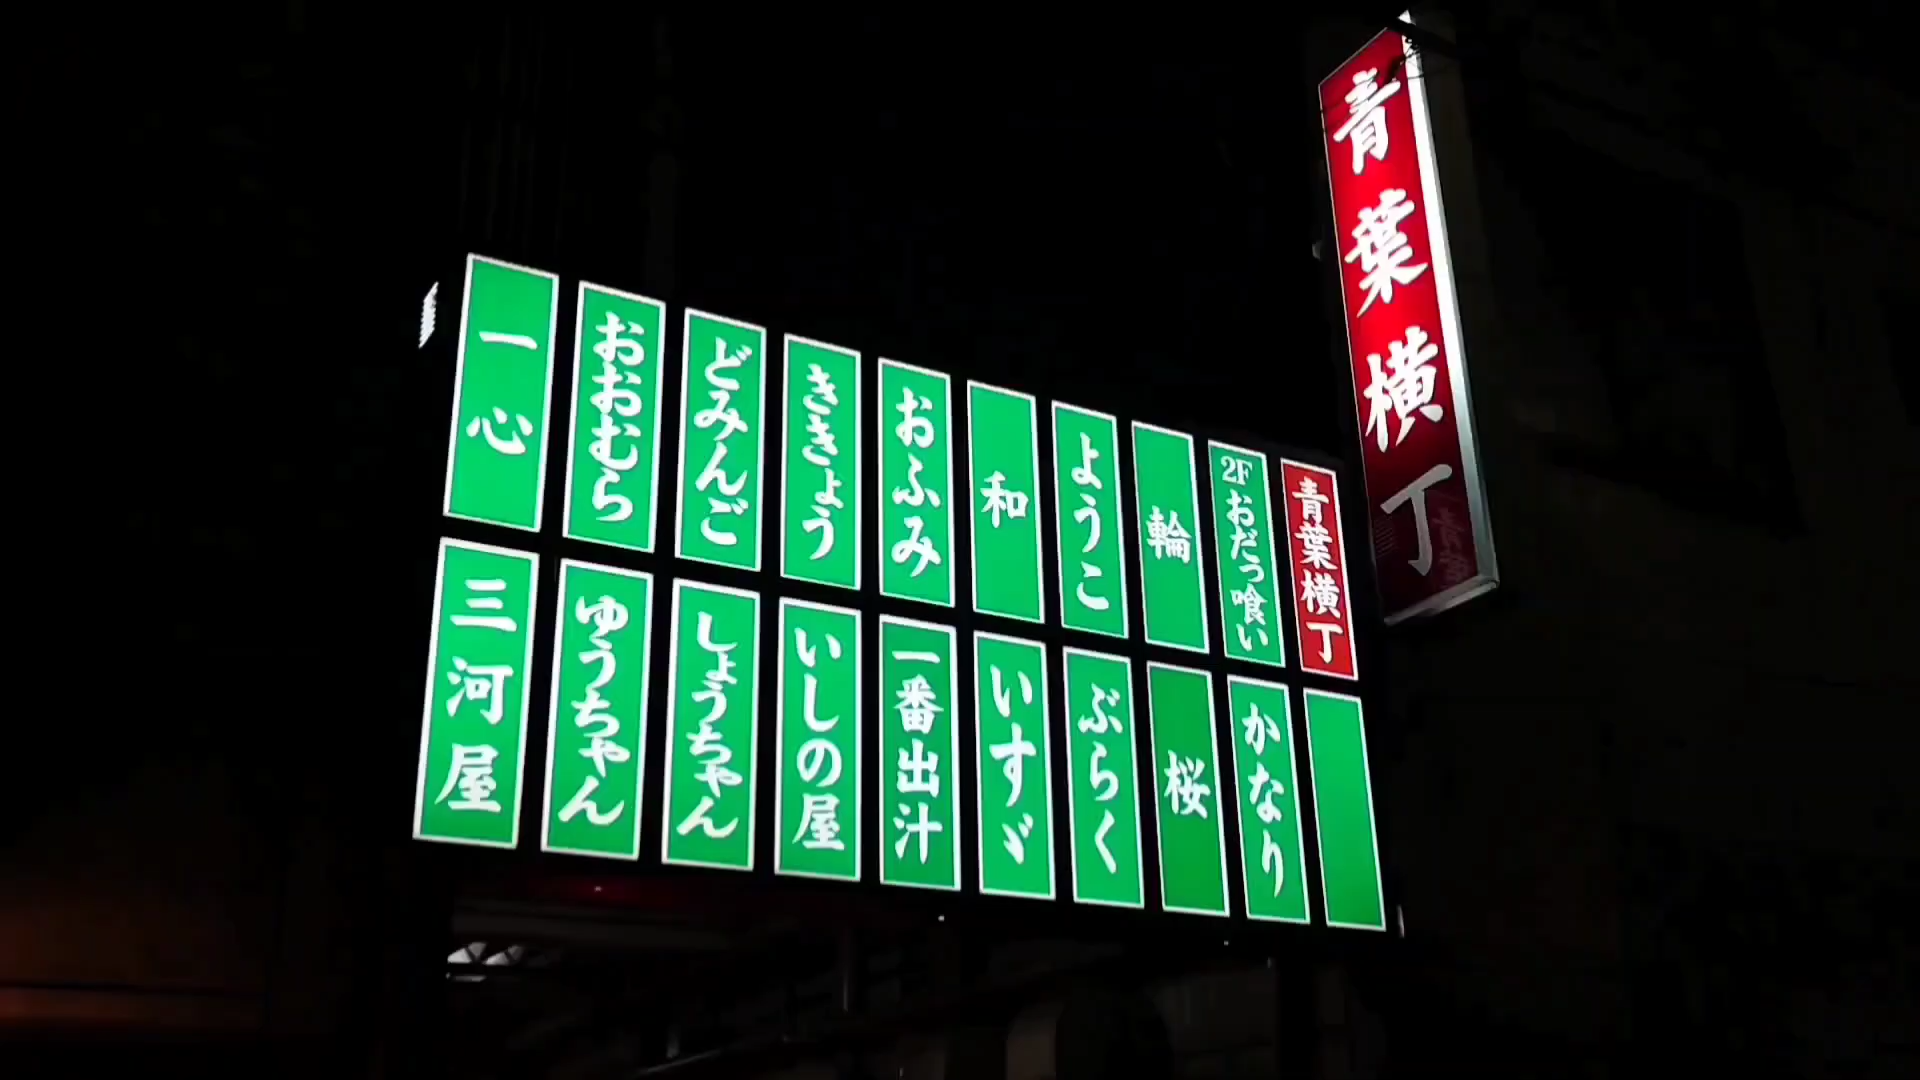 青葉横丁
青葉横丁
2Fおだっ喰い
輪
ようこ
和
おふみ
ききょう
どみんご
おおむら
一心
かなり
桜
ぶらく
いすゞ
一番出汁
いしの屋
しょうちゃん
ゆうちゃん
三河屋